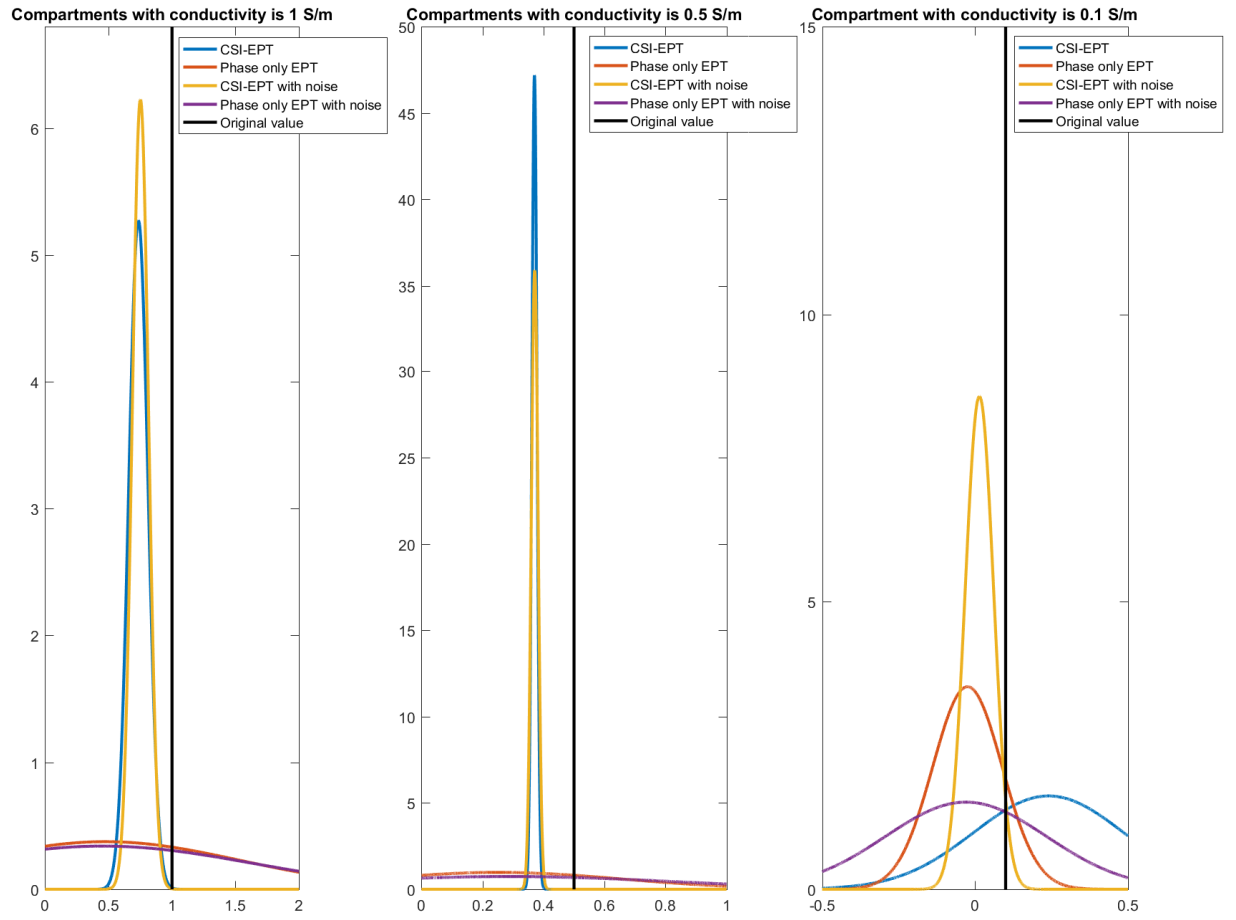 Compartments with conductivity is 1 S/m
CSI-EPT
Phase only EPT
CSI-EPT with noise
Phase only EPT with noise
Original value
6
5
4
3
2
1
0
0 0.5 1 1.5 2
Compartments with conductivity is 0.5 S/m
CSI-EPT
Phase only EPT
CSI-EPT with noise
Phase only EPT with noise
Original value
50
45
40
35
30
25
20
15
10
5
0
0 0.2 0.4 0.6 0.8 1
Compartment with conductivity is 0.1 S/m
CSI-EPT
Phase only EPT
CSI-EPT with noise
Phase only EPT with noise
Original value
15
10
5
0
-0.5 0 0.5